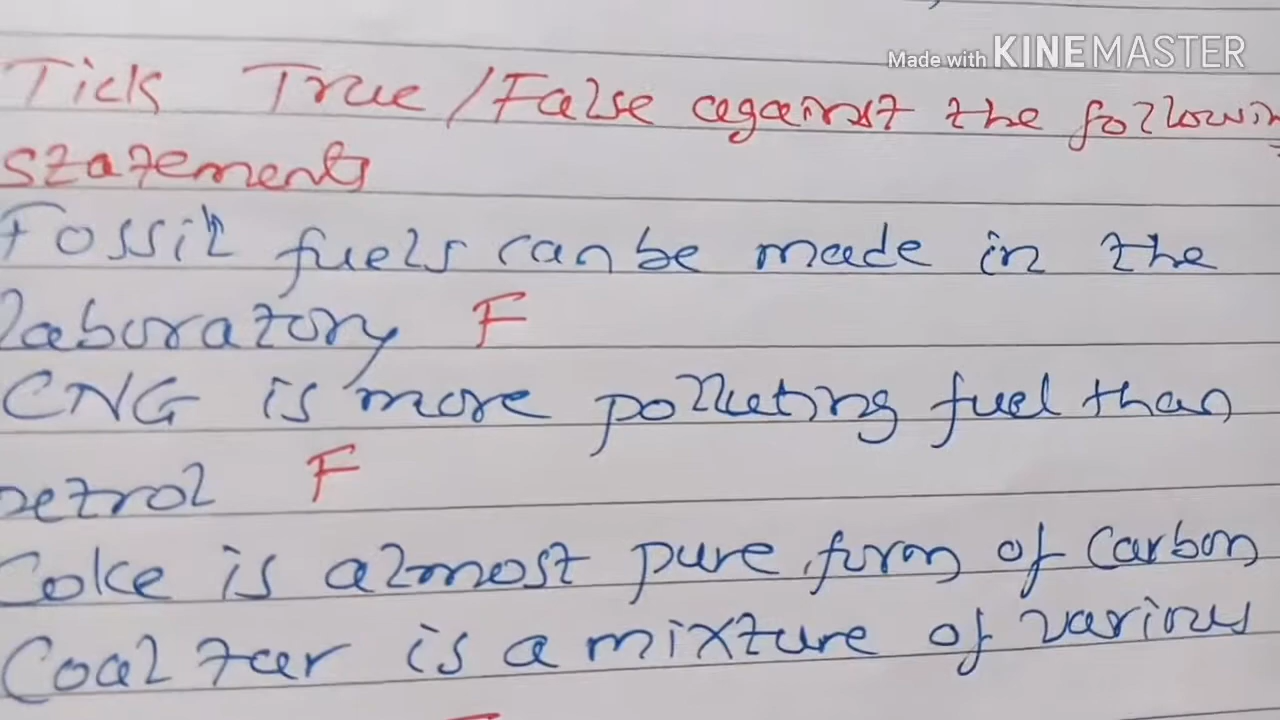 Made with KINEMASTER
Tick True/False against the followin
statements
Fossil fuels can be made in the
laboratory F
CNG is more polluting fuel than
petrol F
Coke is almost pure form of Carbon
Coal tar is a mixture of various